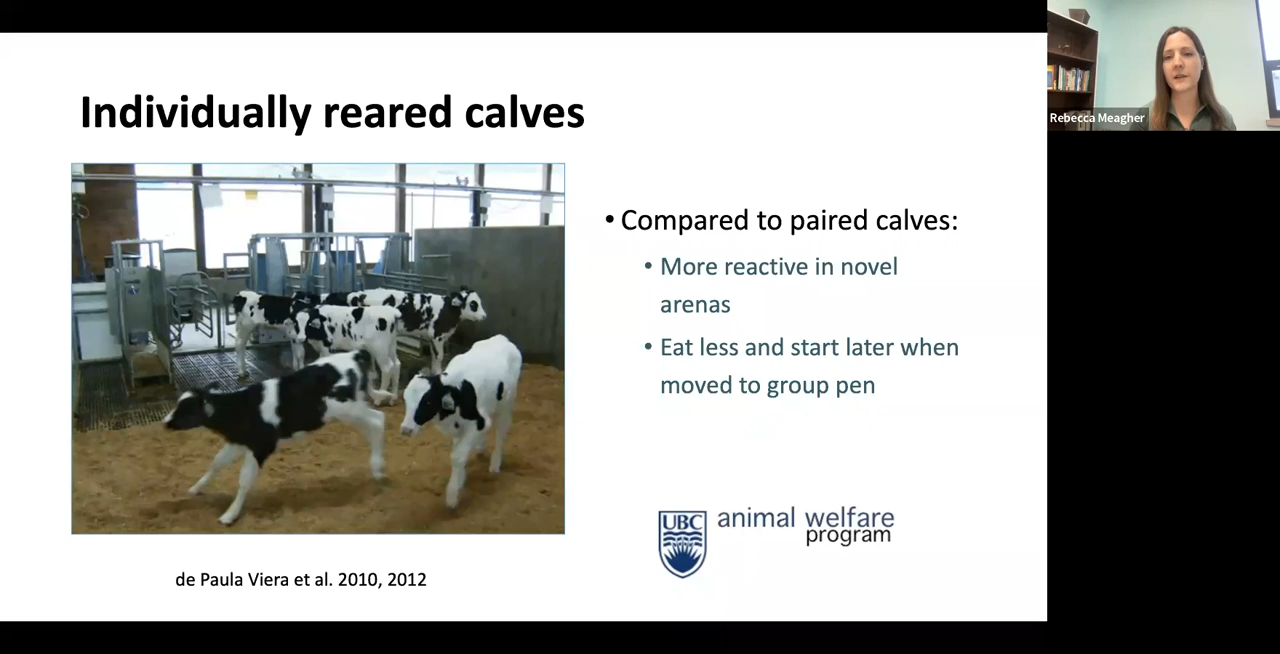 Individually reared calves
• Compared to paired calves:
• More reactive in novel
arenas
• Eat less and start later when
moved to group pen
UBC
animal welfare
program
de Paula Viera et al. 2010, 2012
Rebecca Meagher